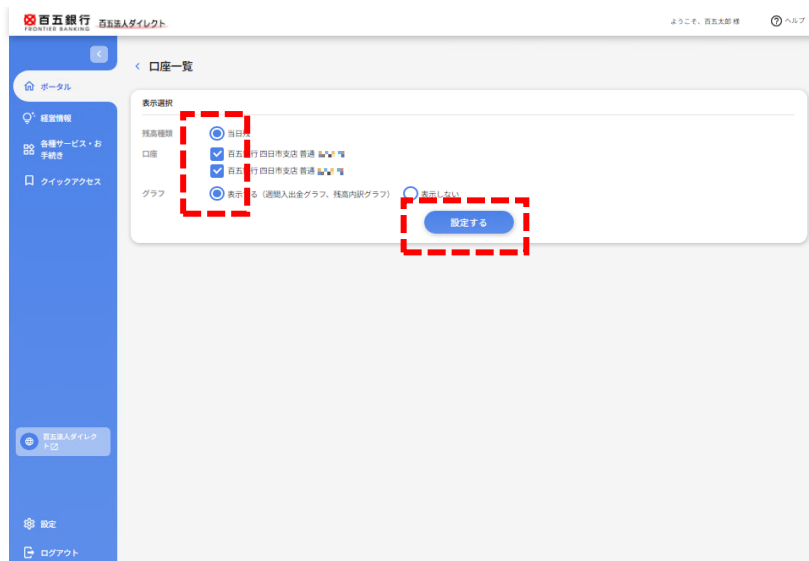 百五銀行 百五法人ダイレクト
FRONTIER BANKING
ようこそ、百五太郎 様
ヘルプ
口座一覧
ポータル
経営情報
各種サービス・お
手続き
クイックアクセス
表示選択
残高種類 当日残
口座 百五銀行 四日市支店 普通
百五銀行 四日市支店 普通
グラフ 表示する（週間入出金グラフ、残高内訳グラフ） 表示しない
設定する
百五法人ダイレク
ト
設定
ログアウト